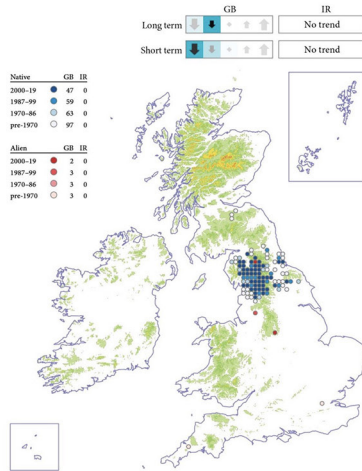 GB IR
Long term No trend
Short term No trend
Native GB IR
2000–19 47 0
1987–99 59 0
1970–86 63 0
pre-1970 97 0
Alien GB IR
2000–19 2 0
1987–99 3 0
1970–86 3 0
pre-1970 3 0